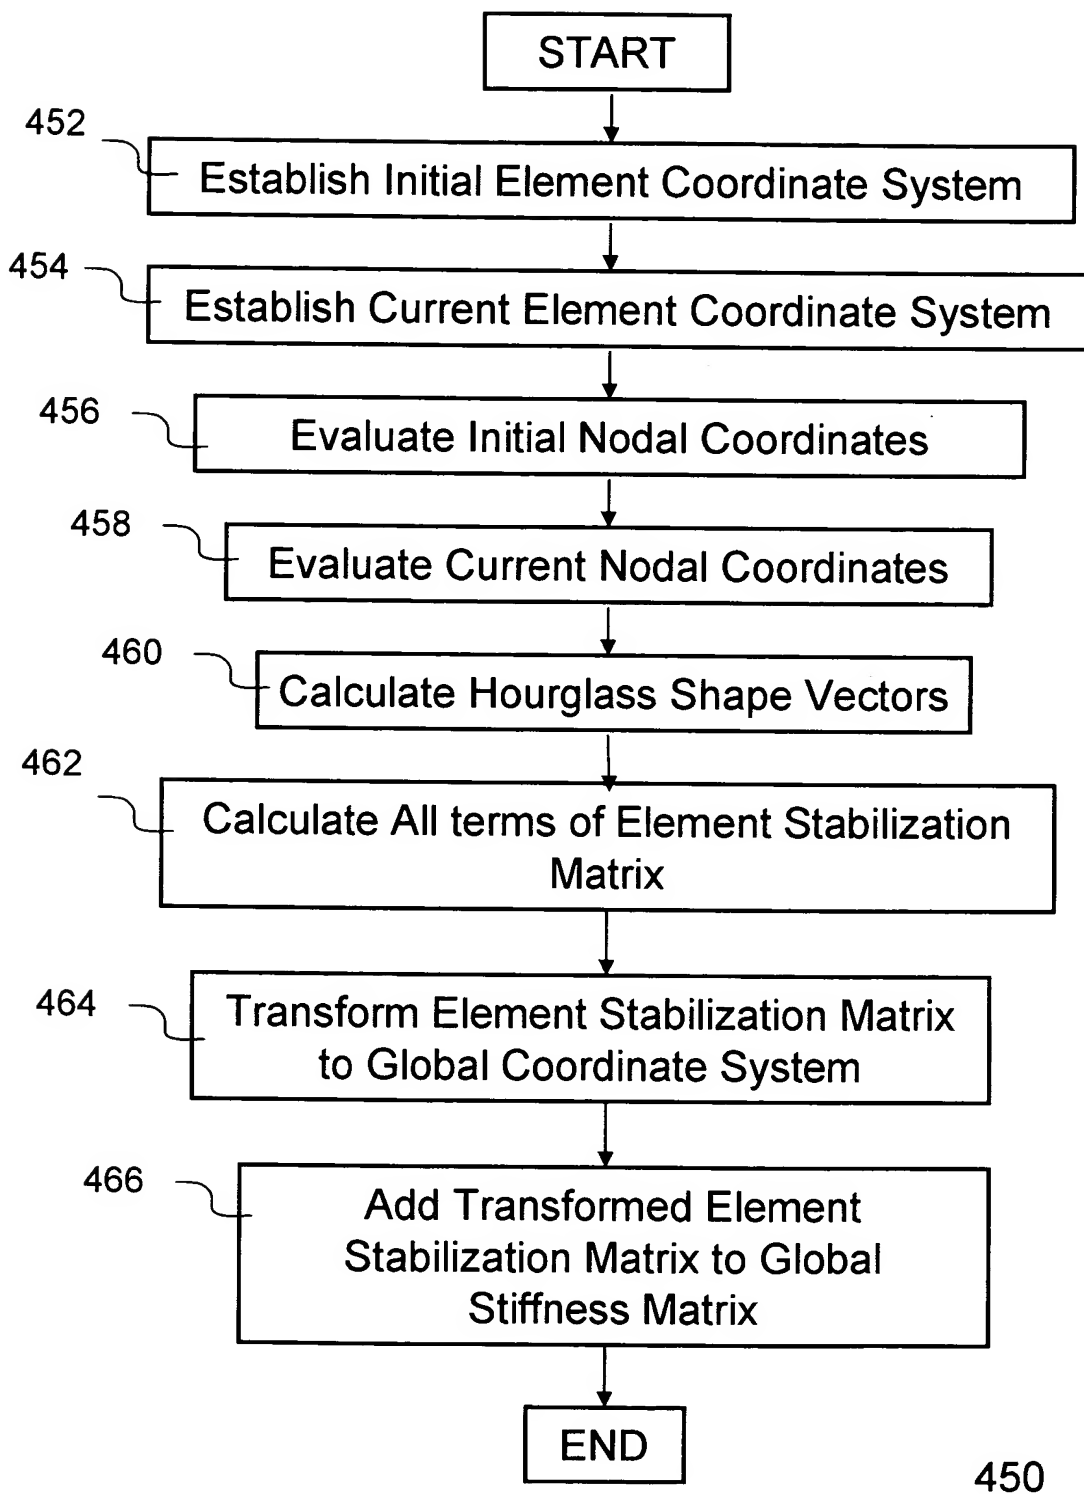 START
452
Establish Initial Element Coordinate System
454
Establish Current Element Coordinate System
456
Evaluate Initial Nodal Coordinates
458
Evaluate Current Nodal Coordinates
460
Calculate Hourglass Shape Vectors
462
Calculate All terms of Element Stabilization
Matrix
464
Transform Element Stabilization Matrix
to Global Coordinate System
466
Add Transformed Element
Stabilization Matrix to Global
Stiffness Matrix
END
450